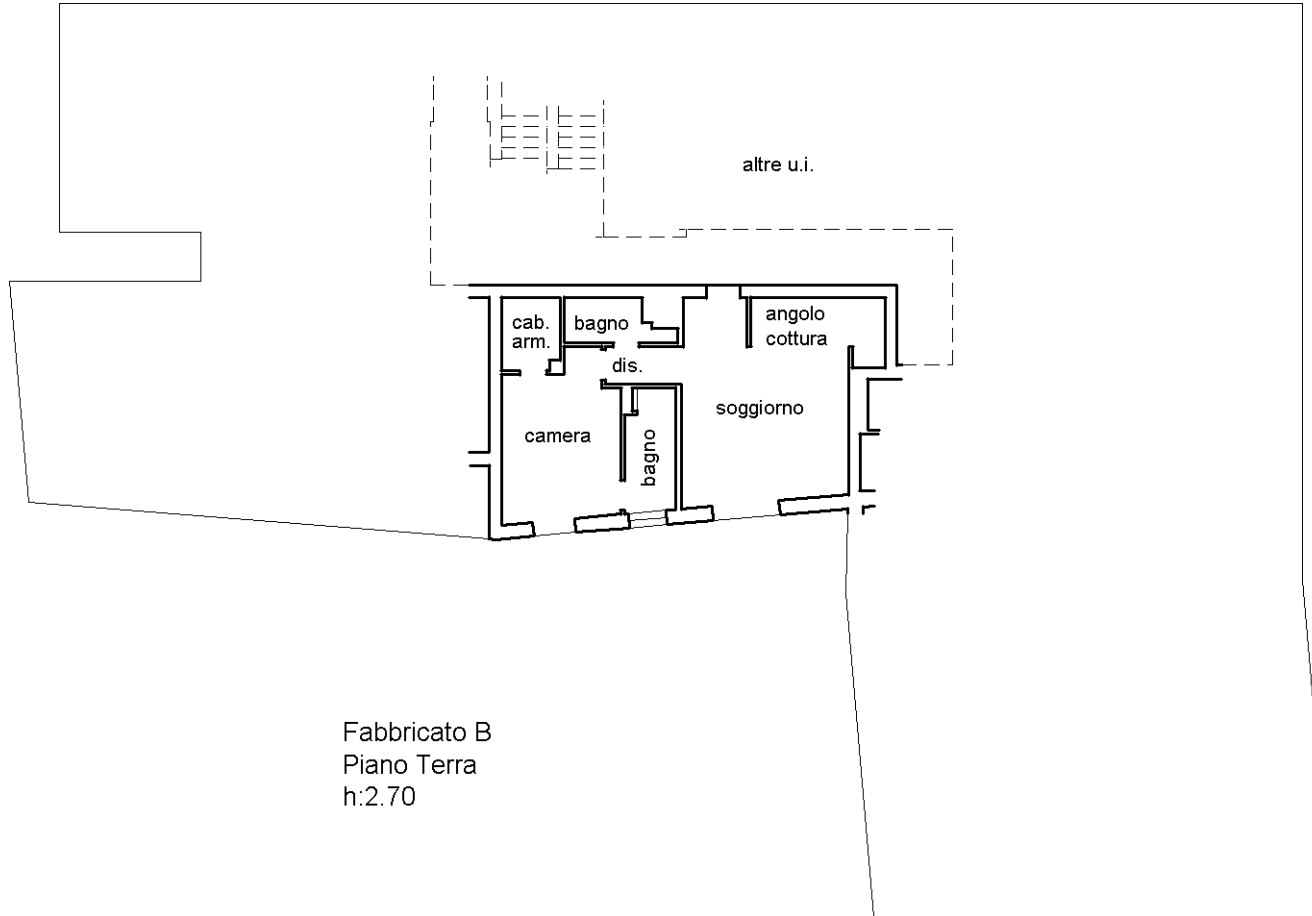 altre u.i.
cab.
arm.
bagno
angolo
cottura
dis.
soggiorno
camera
bagno
Fabbricato B
Piano Terra
h:2.70